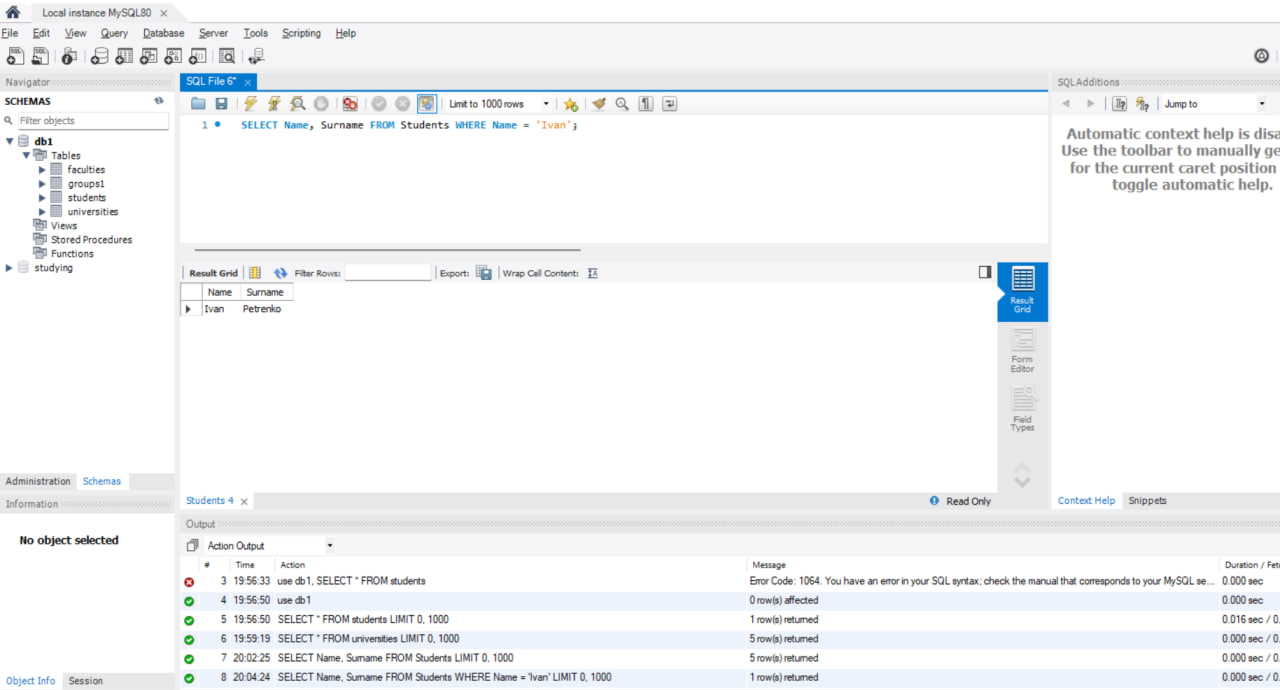 Local instance MySQL80
File Edit View Query Database Server Tools Scripting Help
Navigator
SCHEMAS
Filter objects
db1
Tables
faculties
groups1
students
universities
Views
Stored Procedures
Functions
studying
Administration Schemas
Information
No object selected
Object Info Session
SQL File 6*
Limit to 1000 rows
1 SELECT Name, Surname FROM Students WHERE Name = 'Ivan';
Result Grid Filter Rows: Export: Wrap Cell Content:
Name Surname
Ivan Petrenko
Result
Grid
Form
Editor
Field
Types
Students 4
Read Only
SQLAdditions
Jump to
Automatic context help is disa
Use the toolbar to manually ge
for the current caret position
toggle automatic help.
Context Help Snippets
Output
Action Output
# Time Action Message Duration / Fet
3 19:56:33 use db1, SELECT * FROM students Error Code: 1064. You have an error in your SQL syntax; check the manual that corresponds to your MySQL se... 0.000 sec
4 19:56:50 use db1 0 row(s) affected 0.000 sec
5 19:56:50 SELECT * FROM students LIMIT 0, 1000 1 row(s) returned 0.016 sec / 0.
6 19:59:19 SELECT * FROM universities LIMIT 0, 1000 5 row(s) returned 0.000 sec / 0.
7 20:02:25 SELECT Name, Surname FROM Students LIMIT 0, 1000 5 row(s) returned 0.000 sec / 0.
8 20:04:24 SELECT Name, Surname FROM Students WHERE Name = 'Ivan' LIMIT 0, 1000 1 row(s) returned 0.000 sec / 0.